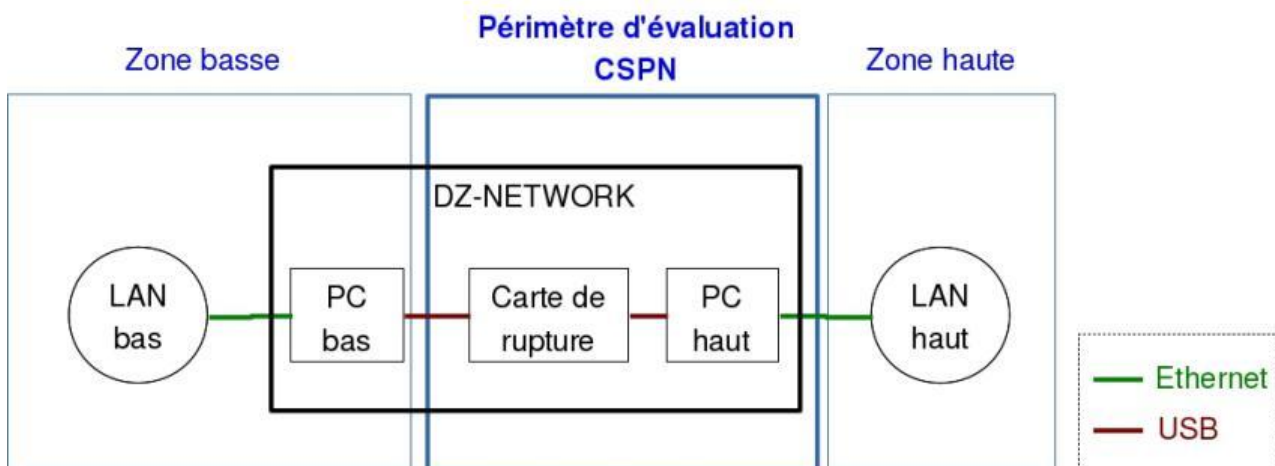 Périmètre d'évaluation
CSPN
Zone basse
Zone haute
DZ-NETWORK
LAN
bas
PC
bas
Carte de
rupture
PC
haut
LAN
haut
Ethernet
USB